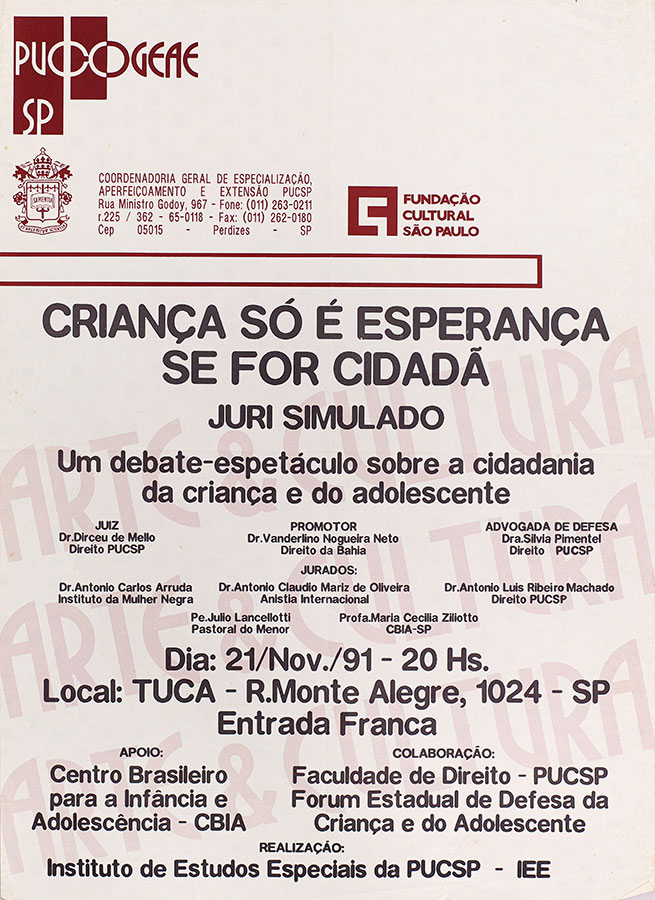 PUC COGEAE
SP
SAPIENTIA
COORDENADORIA GERAL DE ESPECIALIZAÇÃO,
APERFEIÇOAMENTO E EXTENSÃO PUCSP
Rua Ministro Godoy, 967 - Fone: (011) 263-0211
r.225 / 362 - 65-0118 - Fax: (011) 262-0180
Cep 05015 - Perdizes - SP
FUNDAÇÃO
CULTURAL
SÃO PAULO
CRIANÇA SÓ É ESPERANÇA
SE FOR CIDADÃ
JURI SIMULADO
Um debate-espetáculo sobre a cidadania
da criança e do adolescente
JUIZ
Dr.Dirceu de Mello
Direito PUCSP
PROMOTOR
Dr.Vanderlino Nogueira Neto
Direito da Bahia
ADVOGADA DE DEFESA
Dra.Silvia Pimentel
Direito PUCSP
JURADOS:
Dr.Antonio Carlos Arruda
Instituto da Mulher Negra
Dr.Antonio Claudio Mariz de Oliveira
Anistia Internacional
Dr.Antonio Luis Ribeiro Machado
Direito PUCSP
Pe.Julio Lancellotti
Pastoral do Menor
Profa.Maria Cecilia Ziliotto
CBIA-SP
Dia: 21/Nov./91 - 20 Hs.
Local: TUCA - R.Monte Alegre, 1024 - SP
Entrada Franca
APOIO:
Centro Brasileiro
para a Infância e
Adolescência - CBIA
COLABORAÇÃO:
Faculdade de Direito - PUCSP
Forum Estadual de Defesa da
Criança e do Adolescente
REALIZAÇÃO:
Instituto de Estudos Especiais da PUCSP - IEE
ARTE & CULTURA
ARTE & CULTURA
ARTE & CULTURA